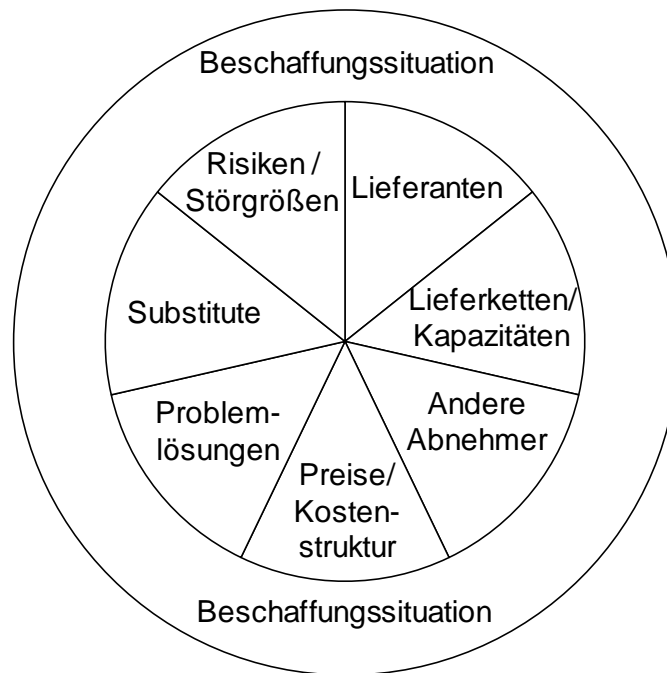 Beschaffungssituation
Risiken /
Störgrößen
Lieferanten
Substitute
Lieferketten/
Kapazitäten
Problem-
lösungen
Andere
Abnehmer
Preise/
Kosten-
struktur
Beschaffungssituation